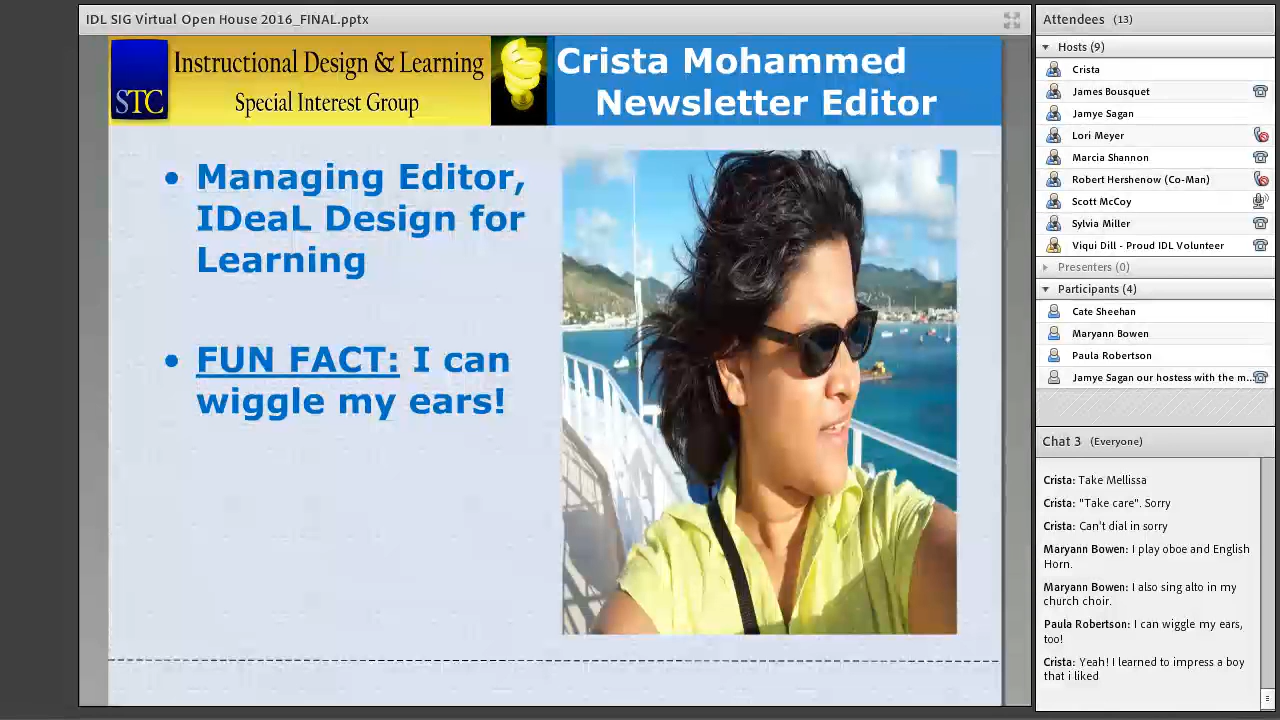 IDL SIG Virtual Open House 2016_FINAL.pptx
STC
Instructional Design & Learning
Special Interest Group
Crista Mohammed
Newsletter Editor
• Managing Editor,
IDeaL Design for
Learning
• FUN FACT: I can
wiggle my ears!
Attendees (13)
Hosts (9)
Crista
James Bousquet
Jamye Sagan
Lori Meyer
Marcia Shannon
Robert Hershenow (Co-Man)
Scott McCoy
Sylvia Miller
Viqui Dill - Proud IDL Volunteer
Presenters (0)
Participants (4)
Cate Sheehan
Maryann Bowen
Paula Robertson
Jamye Sagan our hostess with the m...
Chat 3 (Everyone)
Crista: Take Mellissa
Crista: "Take care". Sorry
Crista: Can't dial in sorry
Maryann Bowen: I play oboe and English
Horn.
Maryann Bowen: I also sing alto in my
church choir.
Paula Robertson: I can wiggle my ears,
too!
Crista: Yeah! I learned to impress a boy
that i liked